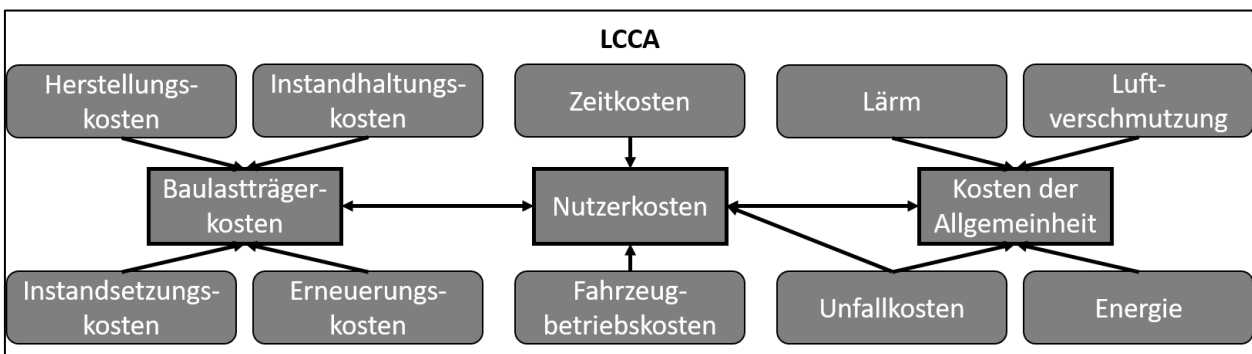 LCCA
Herstellungs-
kosten
Instandhaltungs-
kosten
Zeitkosten
Lärm
Luft-
verschmutzung
Baulastträger-
kosten
Nutzerkosten
Kosten der
Allgemeinheit
Instandsetzungs-
kosten
Erneuerungs-
kosten
Fahrzeug-
betriebskosten
Unfallkosten
Energie